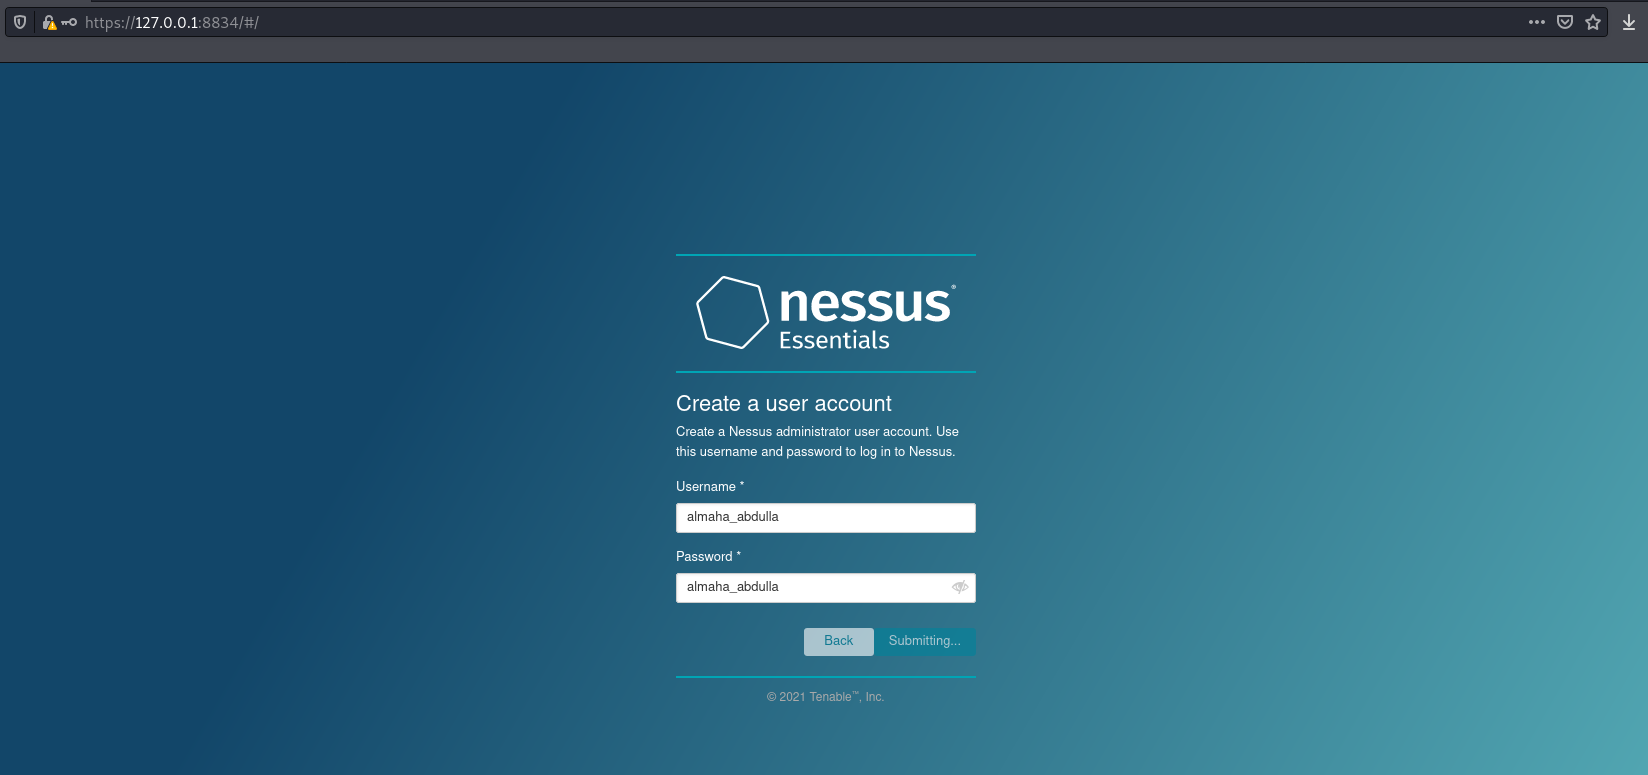 https://127.0.0.1:8834/#/
nessus®
Essentials
Create a user account
Create a Nessus administrator user account. Use
this username and password to log in to Nessus.
Username *
almaha_abdulla
Password *
almaha_abdulla
Back Submitting...
© 2021 Tenable™, Inc.